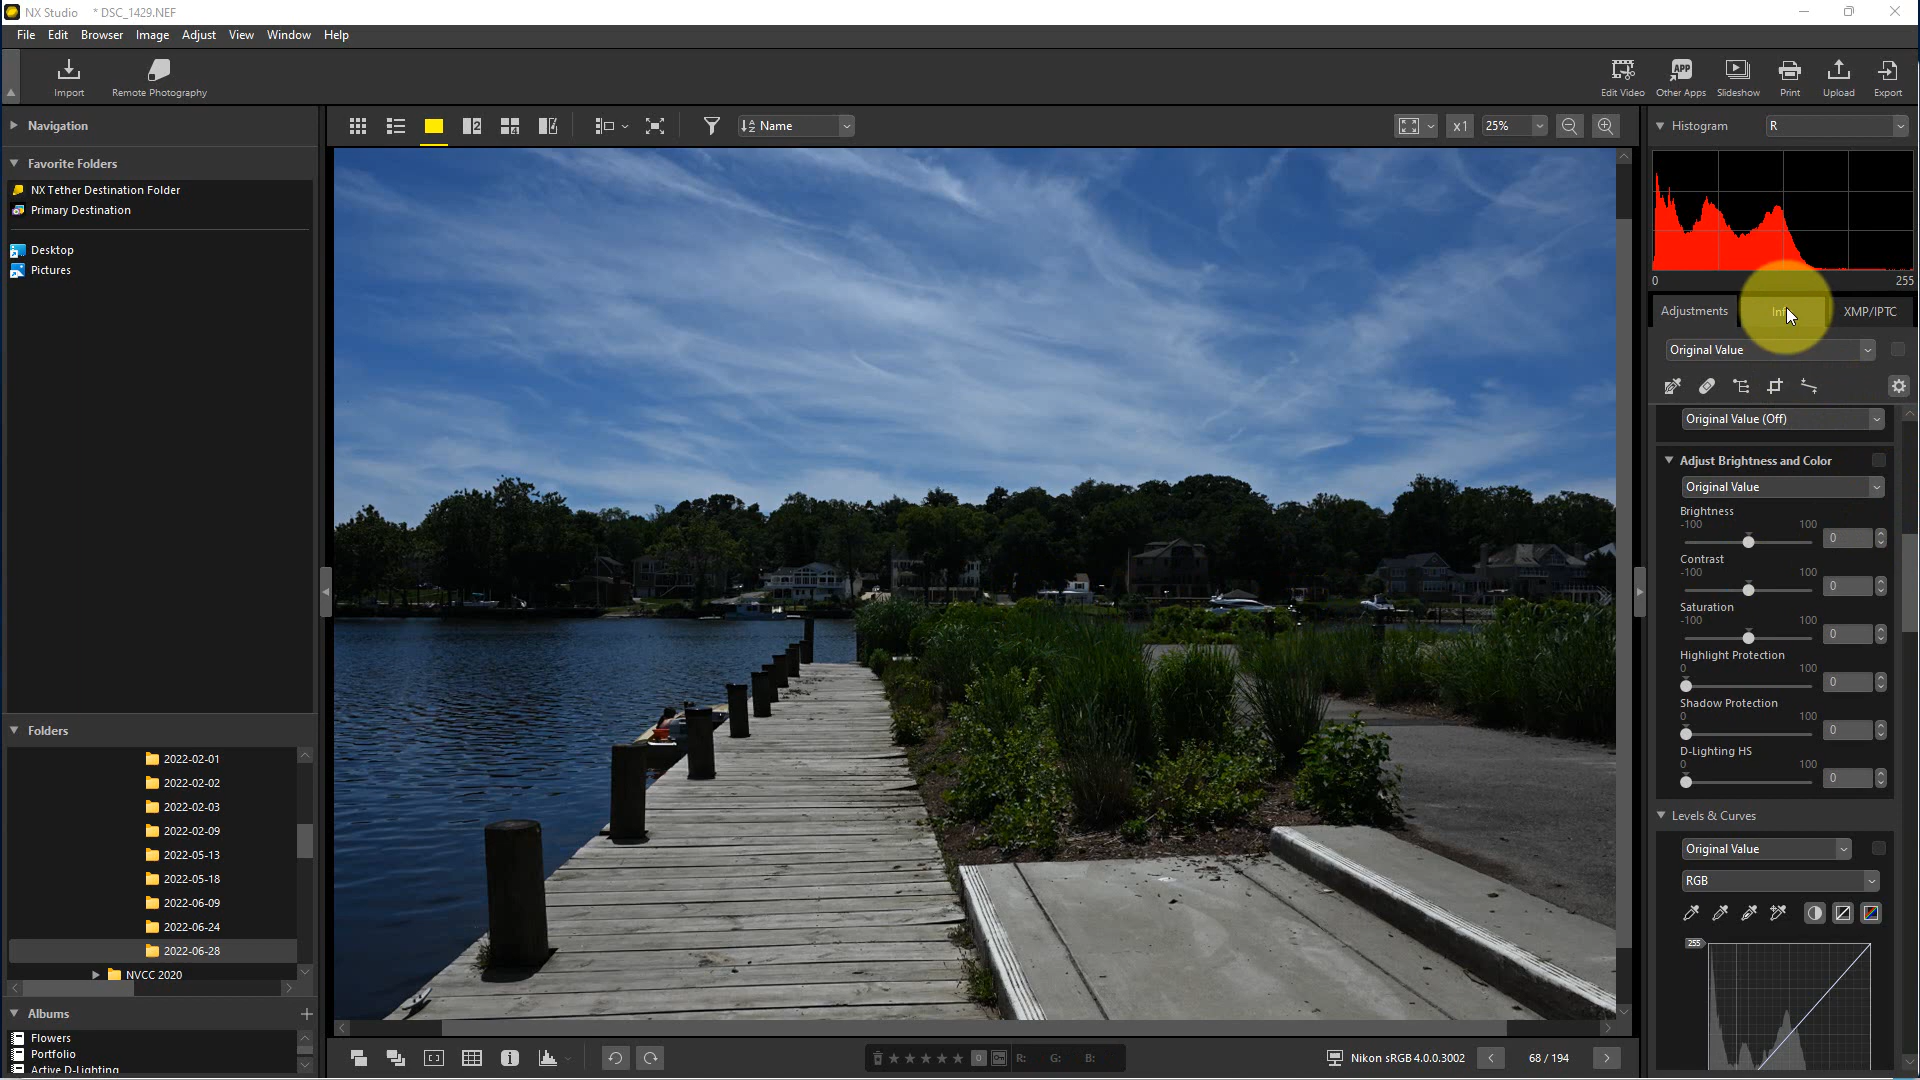 NX Studio * DSC_1429.NEF
File Edit Browser Image Adjust View Window Help
Import Remote Photography Edit Video Other Apps Slideshow Print Upload Export
APP
Navigation
Favorite Folders
NX Tether Destination Folder
Primary Destination
Desktop
Pictures
Folders
2022-02-01
2022-02-02
2022-02-03
2022-02-09
2022-05-13
2022-05-18
2022-06-09
2022-06-24
2022-06-28
NVCC 2020
Albums
Flowers
Portfolio
Active D-Lighting
Name x1 25%
0 R: G: B: Nikon sRGB 4.0.0.3002 68 / 194
Histogram R
0 255
Adjustments XMP/IPTC
Original Value
Original Value (Off)
Adjust Brightness and Color
Original Value
Brightness
-100 100
0
Contrast
-100 100
0
Saturation
-100 100
0
Highlight Protection
0 100
0
Shadow Protection
0 100
0
D-Lighting HS
0 100
0
Levels & Curves
Original Value
RGB
255